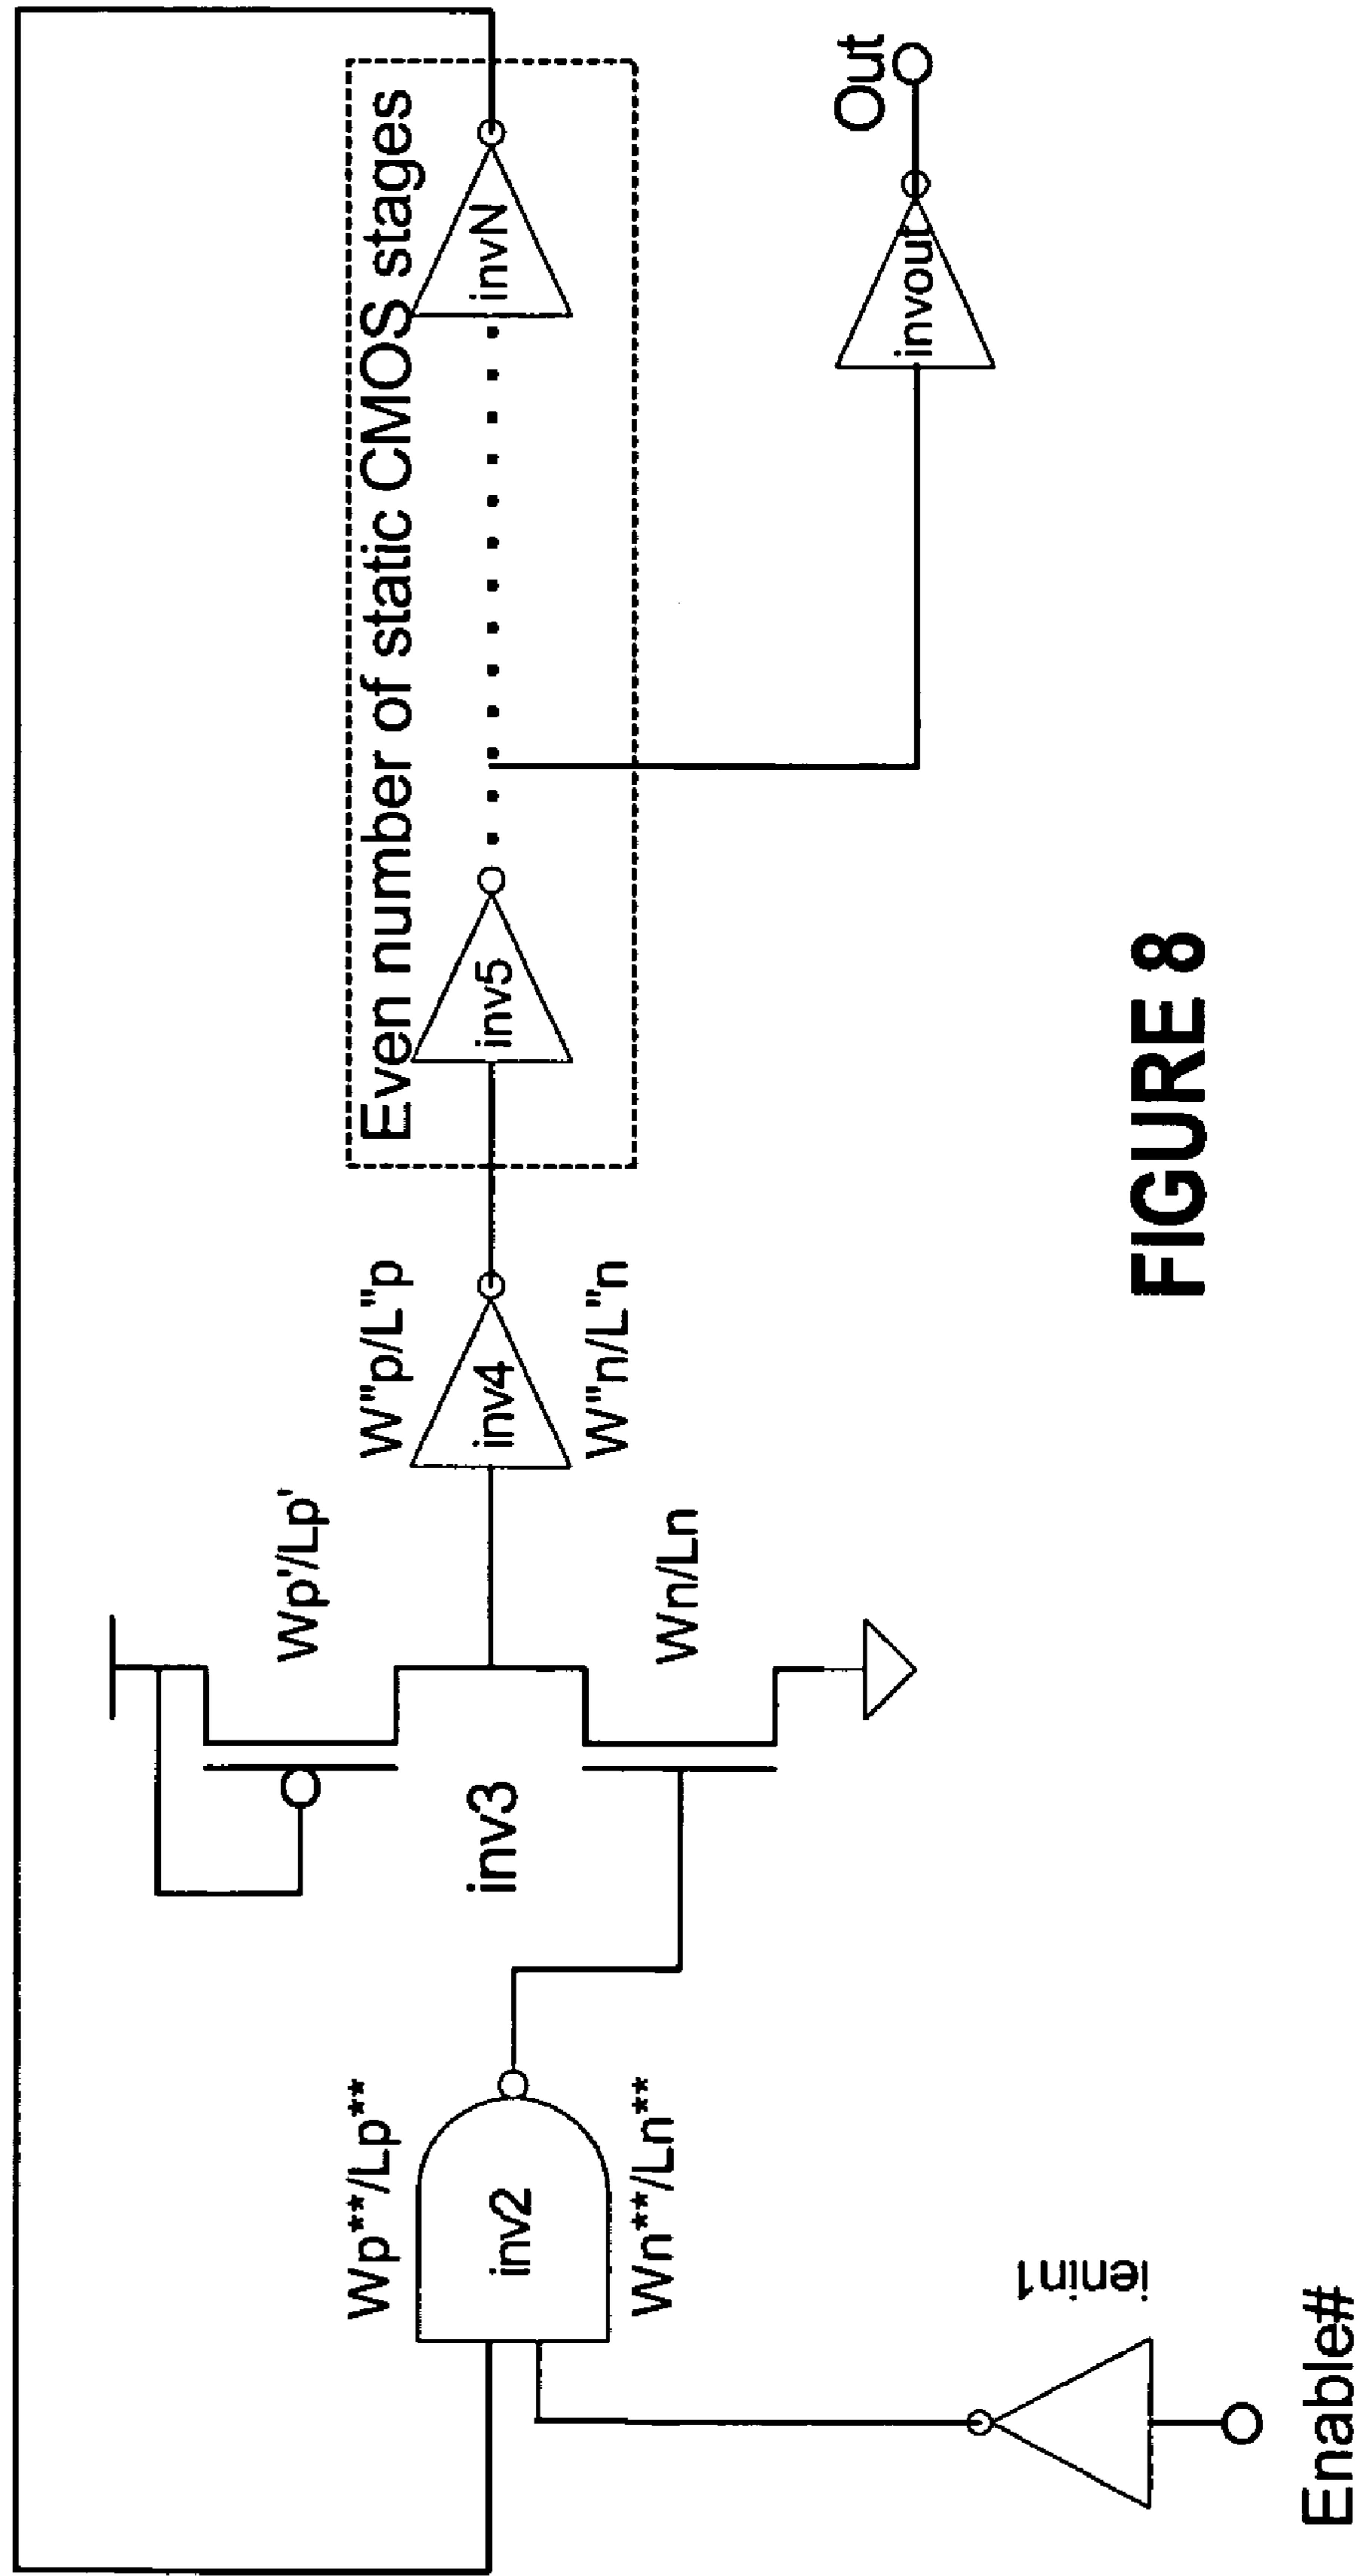 Even number of static CMOS stages
Wp**/Lp**
inv2
Wn**/Ln**
Wp'/Lp'
inv3
Wn/Ln
W"p/L"p
inv4
W"n/L"n
inv5
invN
invout
Out
ienin1
Enable#
FIGURE 8